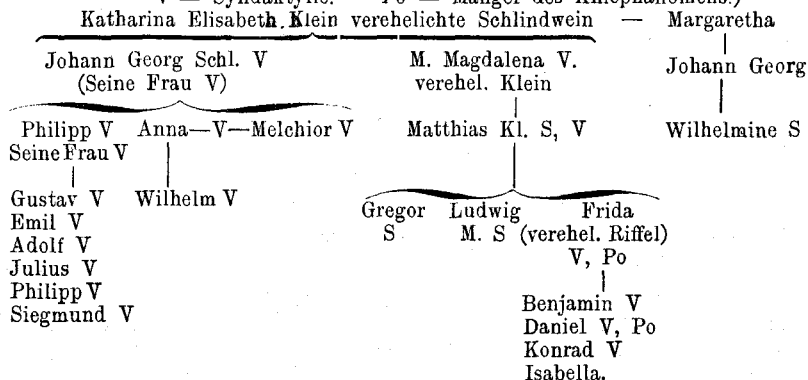 V — Syndaktylie. Po — Mangel des Kniephänomens.)
Katharina Elisabeth Klein verehelichte Schlindwein — Margaretha
Johann Georg Schl. V
(Seine Frau V)
M. Magdalena V.
verehel. Klein
Johann Georg
Philipp V
Seine Frau V
Anna—V—Melchior V
Matthias Kl. S, V
Wilhelmine S
Gustav V
Emil V
Adolf V
Julius V
Philipp V
Siegmund V
Wilhelm V
Gregor
S
Ludwig
M. S
Frida
(verehel. Riffel)
V, Po
Benjamin V
Daniel V, Po
Konrad V
Isabella.